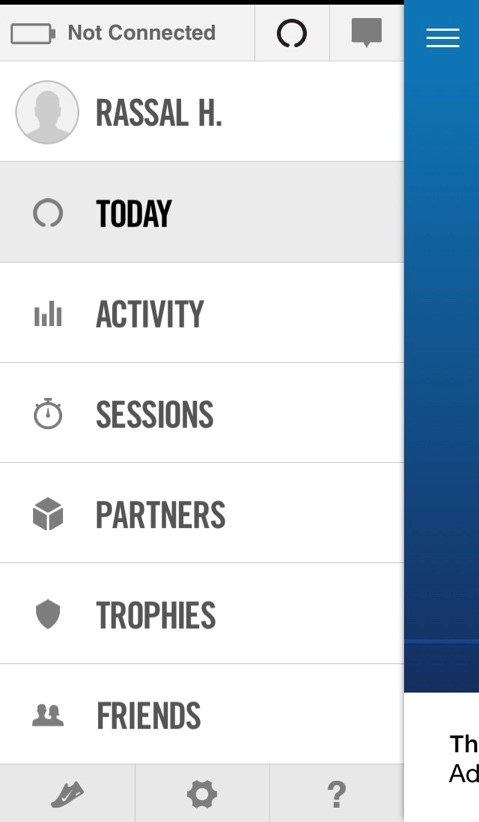 Not Connected
RASSAL H.
TODAY
ACTIVITY
SESSIONS
PARTNERS
TROPHIES
FRIENDS
?
Th
Ad